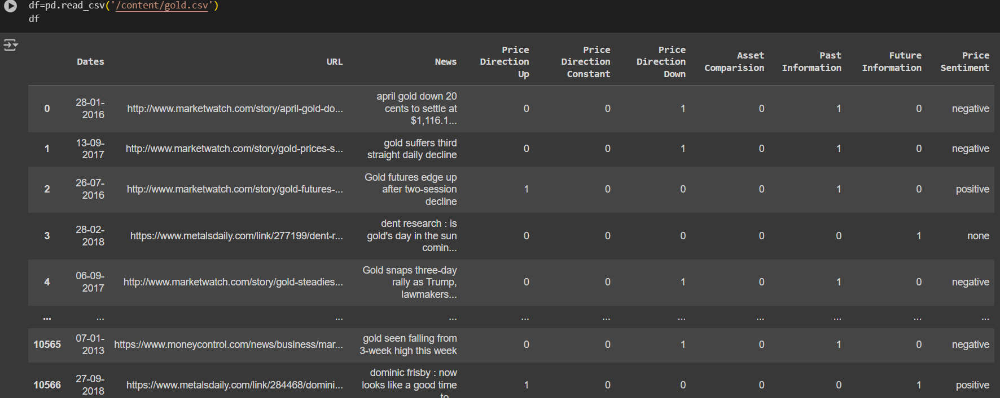 df=pd.read_csv('/content/gold.csv')
df
Dates URL News Price Direction Up Price Direction Constant Price Direction Down Asset Comparision Past Information Future Information Price Sentiment
0 28-01-2016 http://www.marketwatch.com/story/april-gold-do... april gold down 20 cents to settle at $1,116.1... 0 0 1 0 1 0 negative
1 13-09-2017 http://www.marketwatch.com/story/gold-prices-s... gold suffers third straight daily decline 0 0 1 0 1 0 negative
2 26-07-2016 http://www.marketwatch.com/story/gold-futures-... Gold futures edge up after two-session decline 1 0 0 0 1 0 positive
3 28-02-2018 https://www.metalsdaily.com/link/277199/dent-r... dent research : is gold's day in the sun comin... 0 0 0 0 0 1 none
4 06-09-2017 http://www.marketwatch.com/story/gold-steadies... Gold snaps three-day rally as Trump, lawmakers... 0 0 1 0 1 0 negative
... ... ... ... ... ... ... ... ... ... ...
10565 07-01-2013 https://www.moneycontrol.com/news/business/mar... gold seen falling from 3-week high this week 0 0 1 0 1 0 negative
10566 27-09-2018 https://www.metalsdaily.com/link/284468/domini... dominic frisby : now looks like a good time to... 1 0 0 0 0 1 positive